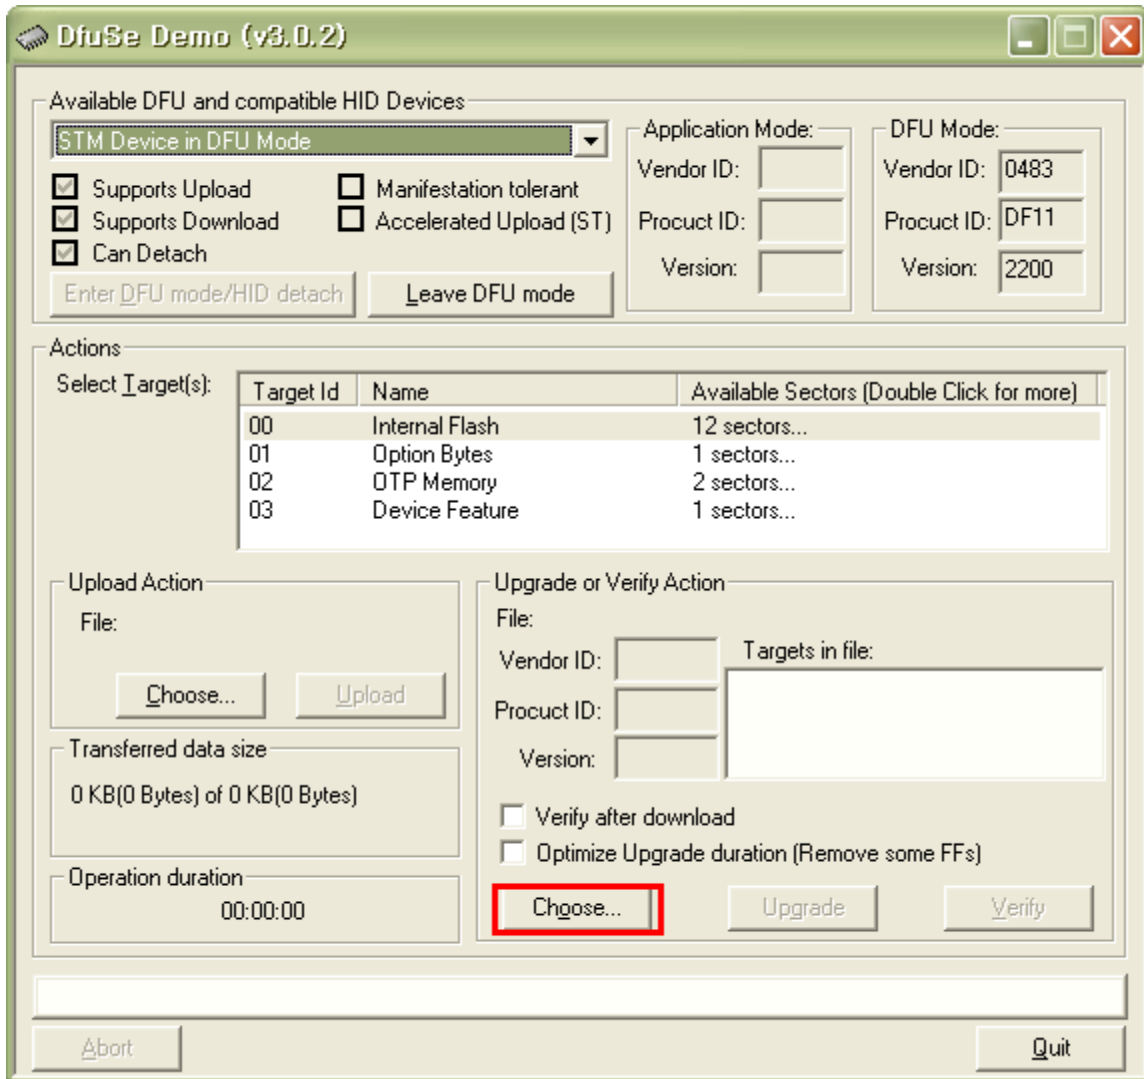 DfuSe Demo (v3.0.2)
Available DFU and compatible HID Devices
STM Device in DFU Mode
Supports Upload
Supports Download
Can Detach
Manifestation tolerant
Accelerated Upload (ST)
Enter DFU mode/HID detach
Leave DFU mode
Application Mode:
Vendor ID:
Procuct ID:
Version:
DFU Mode:
Vendor ID: 0483
Procuct ID: DF11
Version: 2200
Actions
Select Target(s):
Target Id Name Available Sectors (Double Click for more)
00 Internal Flash 12 sectors...
01 Option Bytes 1 sectors...
02 OTP Memory 2 sectors...
03 Device Feature 1 sectors...
Upload Action
File:
Choose... Upload
Transferred data size
0 KB(0 Bytes) of 0 KB(0 Bytes)
Operation duration
00:00:00
Upgrade or Verify Action
File:
Vendor ID:
Procuct ID:
Version:
Targets in file:
Verify after download
Optimize Upgrade duration (Remove some FFs)
Choose... Upgrade Verify
Abort Quit